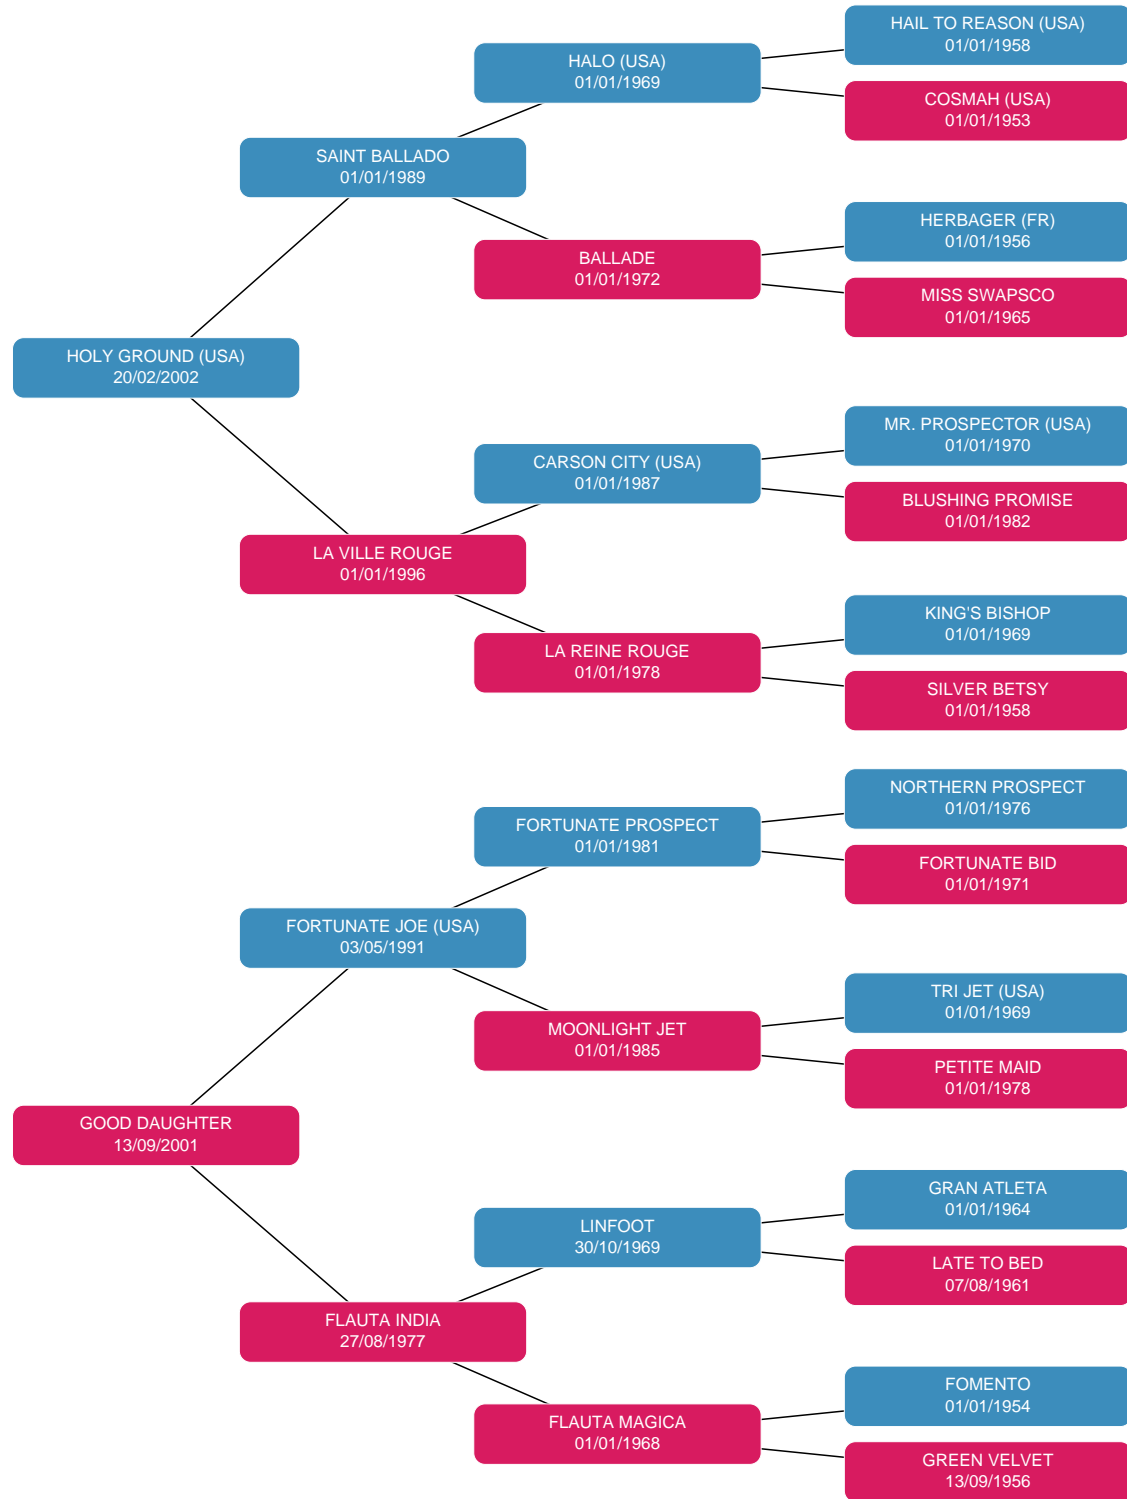 HAIL TO REASON (USA)
01/01/1958
HALO (USA)
01/01/1969
COSMAH (USA)
01/01/1953
SAINT BALLADO
01/01/1989
HERBAGER (FR)
01/01/1956
BALLADE
01/01/1972
MISS SWAPSCO
01/01/1965
HOLY GROUND (USA)
20/02/2002
MR. PROSPECTOR (USA)
01/01/1970
CARSON CITY (USA)
01/01/1987
BLUSHING PROMISE
01/01/1982
LA VILLE ROUGE
01/01/1996
KING'S BISHOP
01/01/1969
LA REINE ROUGE
01/01/1978
SILVER BETSY
01/01/1958
NORTHERN PROSPECT
01/01/1976
FORTUNATE PROSPECT
01/01/1981
FORTUNATE BID
01/01/1971
FORTUNATE JOE (USA)
03/05/1991
TRI JET (USA)
01/01/1969
MOONLIGHT JET
01/01/1985
PETITE MAID
01/01/1978
GOOD DAUGHTER
13/09/2001
GRAN ATLETA
01/01/1964
LINFOOT
30/10/1969
LATE TO BED
07/08/1961
FLAUTA INDIA
27/08/1977
FOMENTO
01/01/1954
FLAUTA MAGICA
01/01/1968
GREEN VELVET
13/09/1956